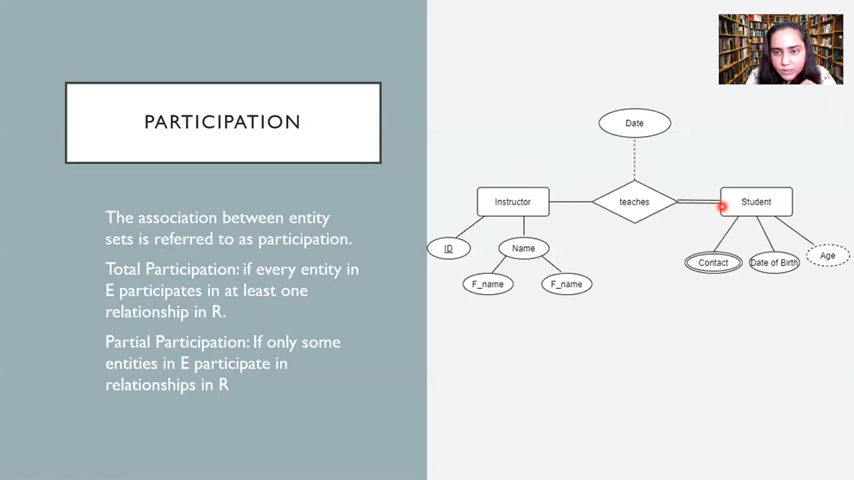 PARTICIPATION
The association between entity
sets is referred to as participation.
Total Participation: if every entity in
E participates in at least one
relationship in R.
Partial Participation: If only some
entities in E participate in
relationships in R
Date
Instructor
teaches
Student
ID
Name
Contact
Date of Birth
Age
F_name
F_name